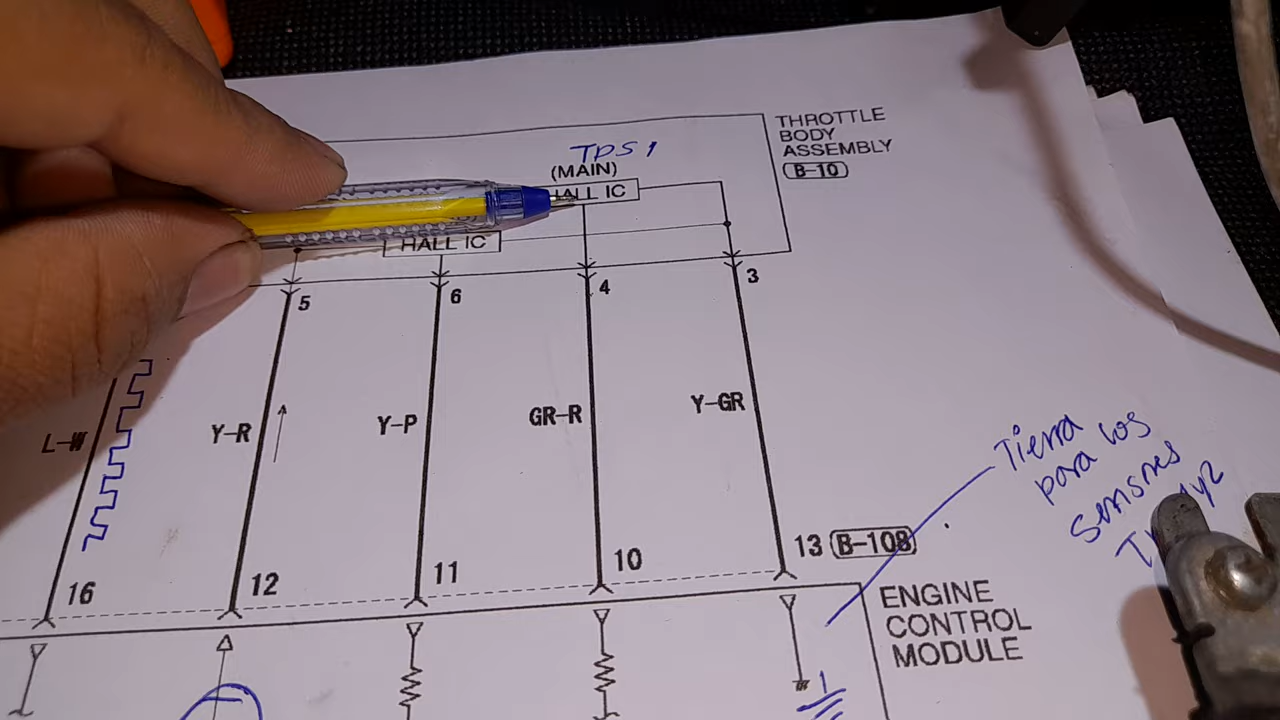 THROTTLE
BODY
ASSEMBLY
B-10
TPS 1
(MAIN)
HALL IC
HALL IC
5
6
4
3
L-W
Y-R
Y-P
GR-R
Y-GR
Tierra
para los
sensores
y2
16
12
11
10
13
B-108
ENGINE
CONTROL
MODULE